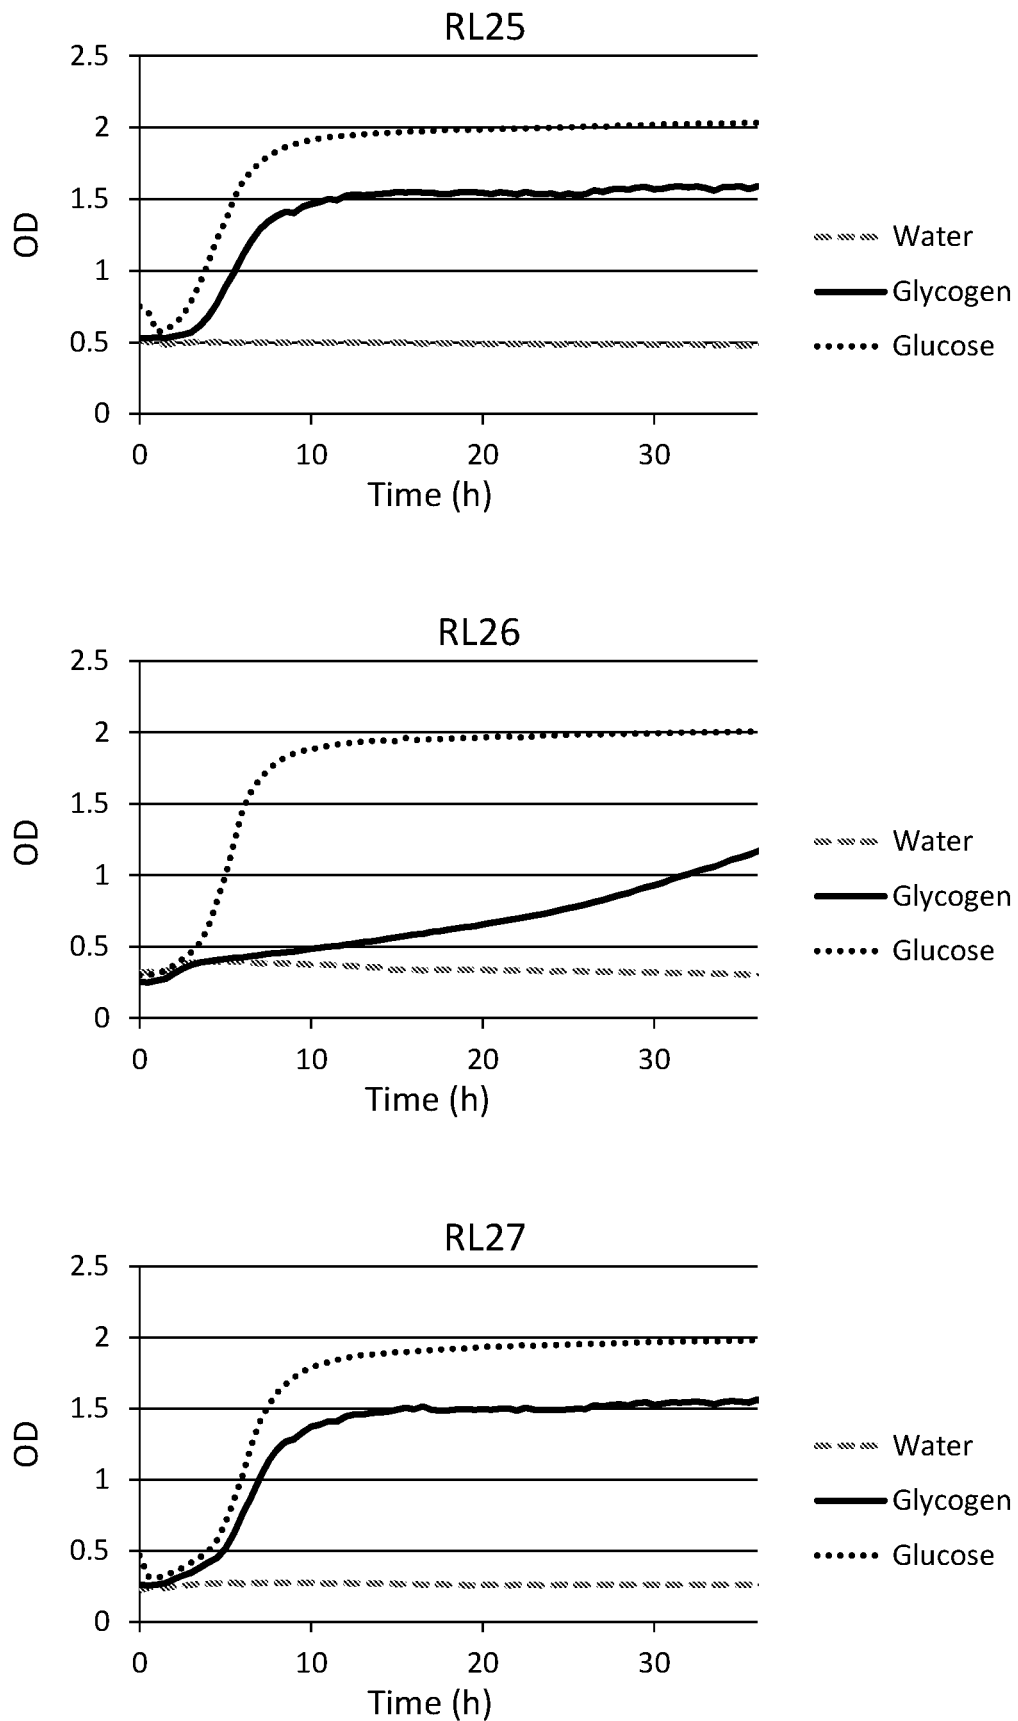 RL25
2.5
2
1.5
1
0.5
0
OD
0 10 20 30
Time (h)
Water
Glycogen
Glucose
RL26
2.5
2
1.5
1
0.5
0
OD
0 10 20 30
Time (h)
Water
Glycogen
Glucose
RL27
2.5
2
1.5
1
0.5
0
OD
0 10 20 30
Time (h)
Water
Glycogen
Glucose